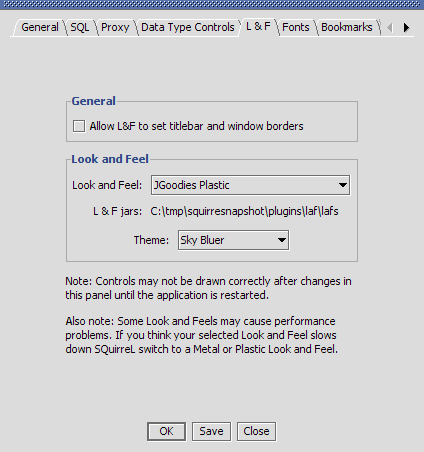 General SQL Proxy Data Type Controls L & F Fonts Bookmarks
General
Allow L&F to set titlebar and window borders
Look and Feel
Look and Feel: JGoodies Plastic
L & F jars: C:\tmp\squirresnapshot\plugins\laf\lafs
Theme: Sky Bluer
Note: Controls may not be drawn correctly after changes in
this panel until the application is restarted.
Also note: Some Look and Feels may cause performance
problems. If you think your selected Look and Feel slows
down SQuirreL switch to a Metal or Plastic Look and Feel.
OK Save Close